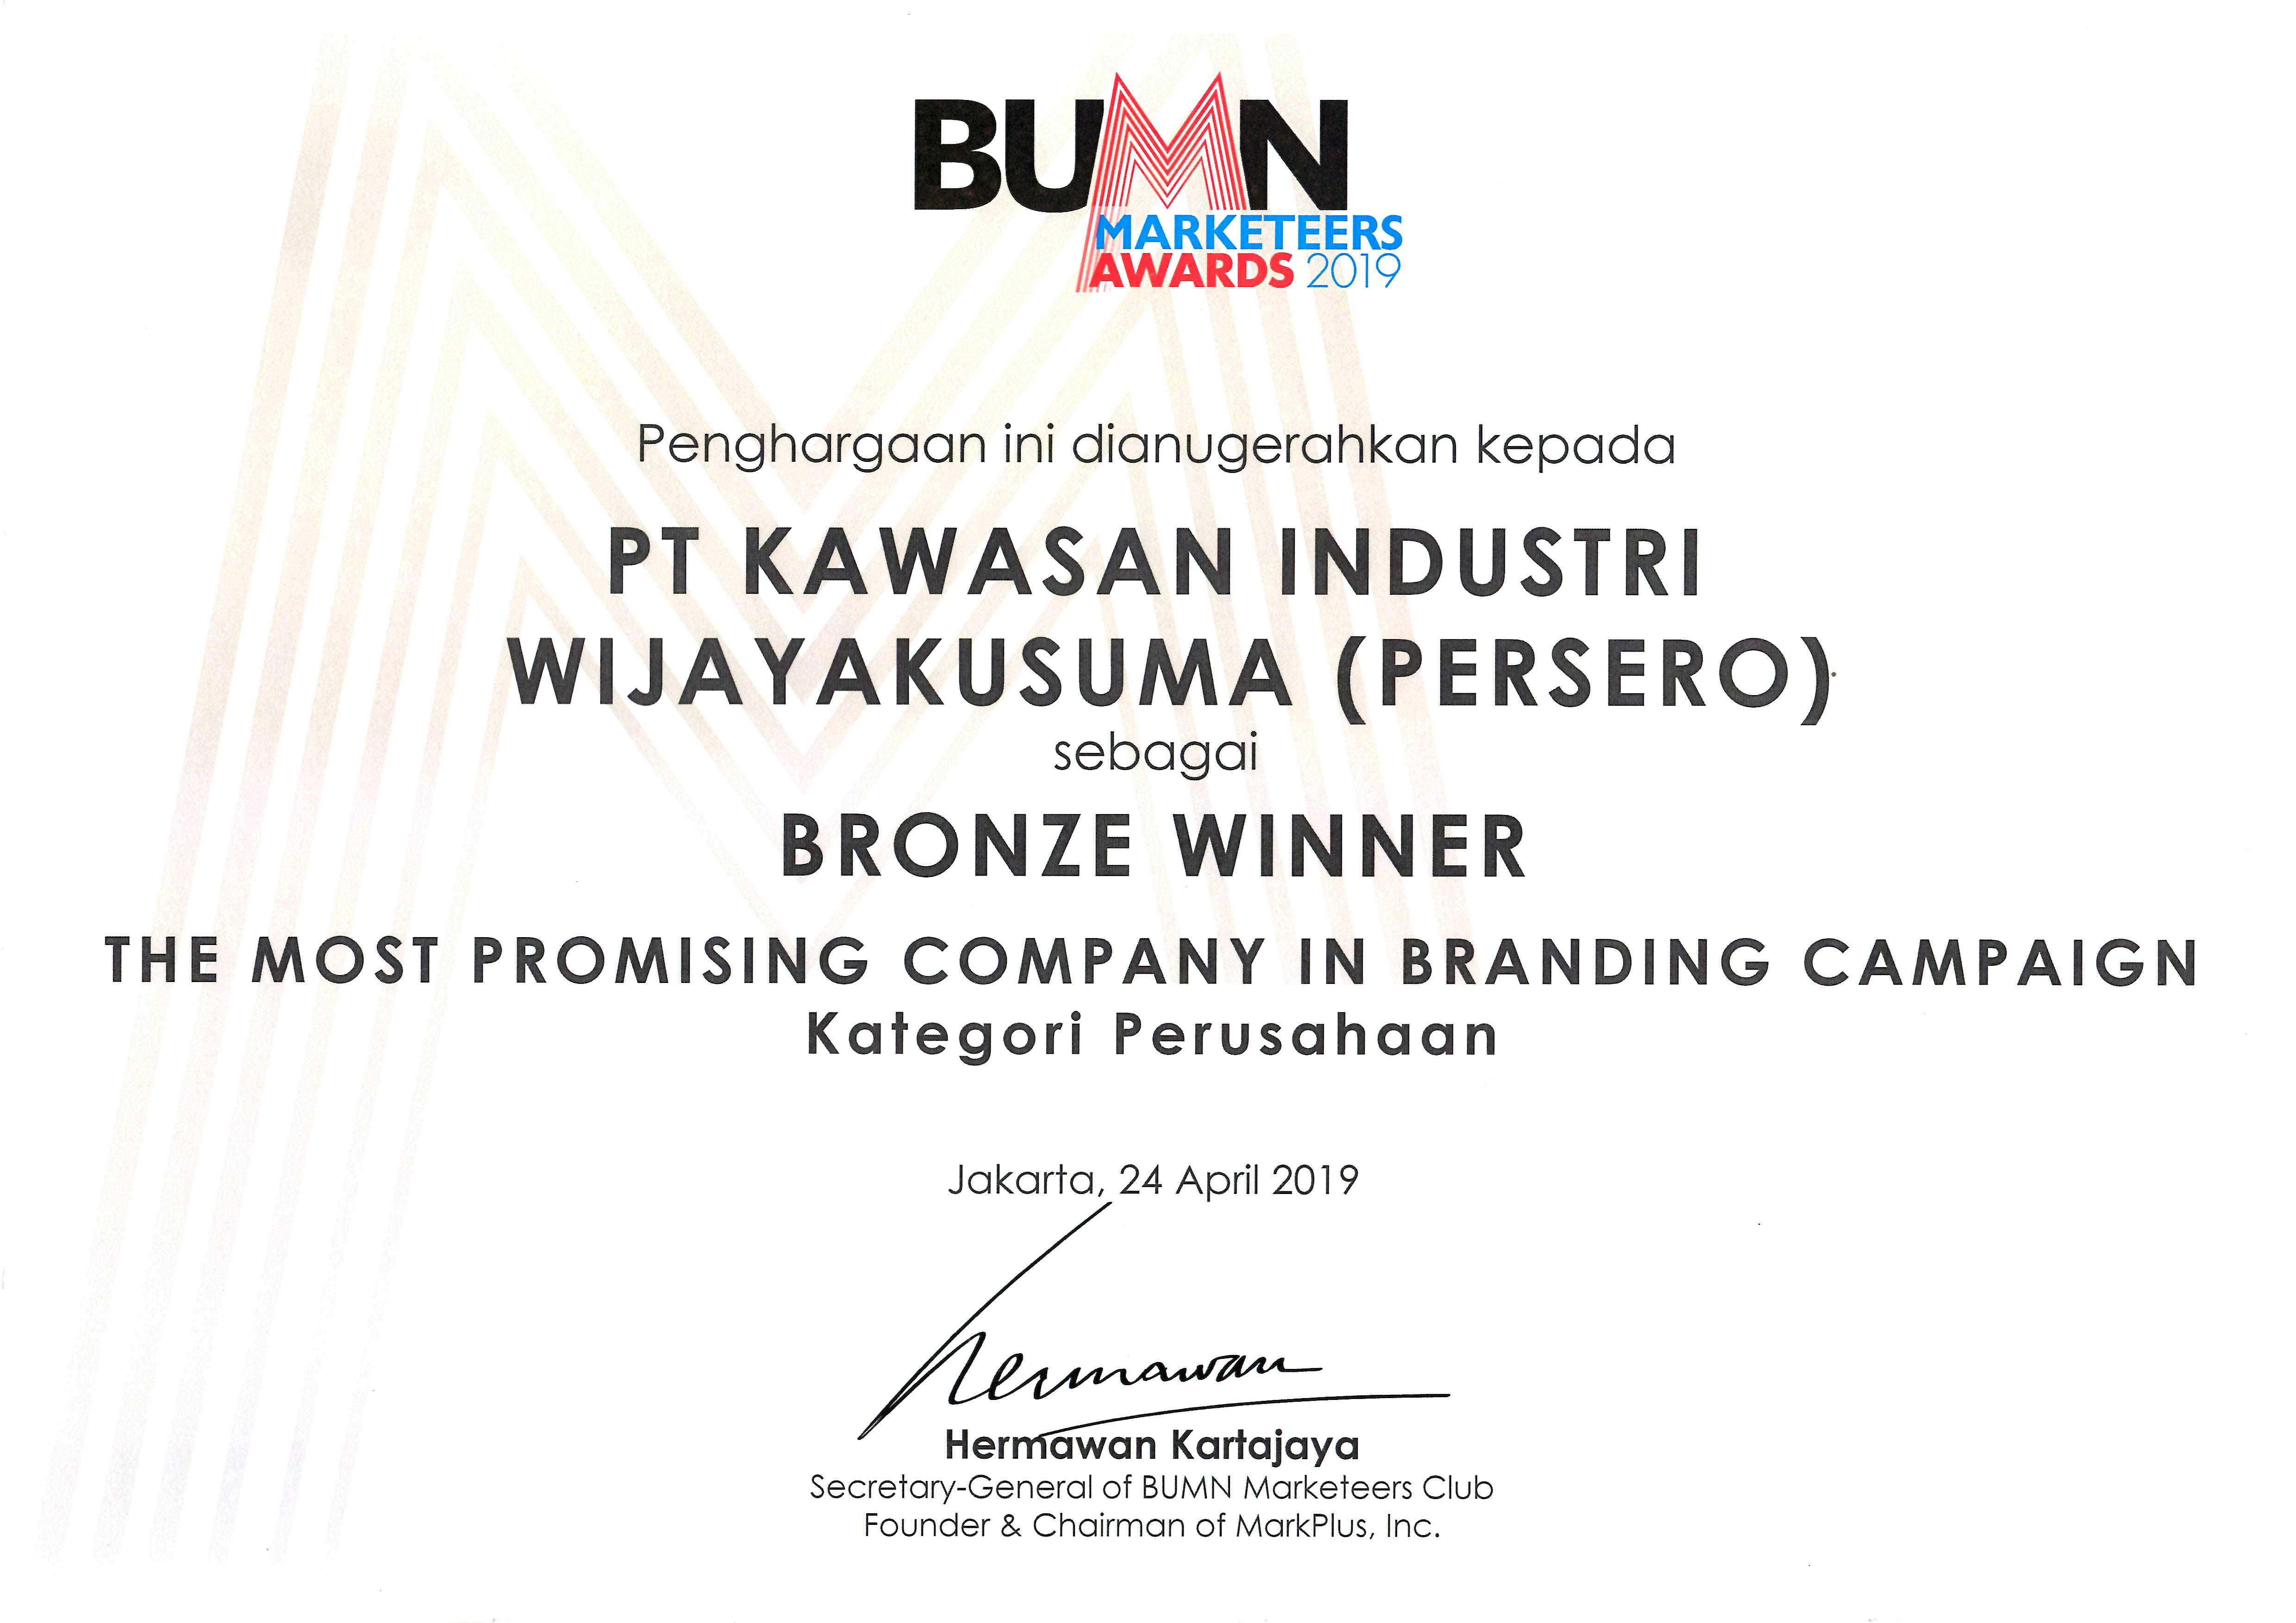 BUMN
MARKETEERS
AWARDS 2019
Penghargaan ini dianugerahkan kepada
PT KAWASAN INDUSTRI
WIJAYAKUSUMA (PERSERO)
sebagai
BRONZE WINNER
THE MOST PROMISING COMPANY IN BRANDING CAMPAIGN
Kategori Perusahaan
Jakarta, 24 April 2019
Hermawan
Hermawan Kartajaya
Secretary-General of BUMN Marketeers Club
Founder & Chairman of MarkPlus, Inc.